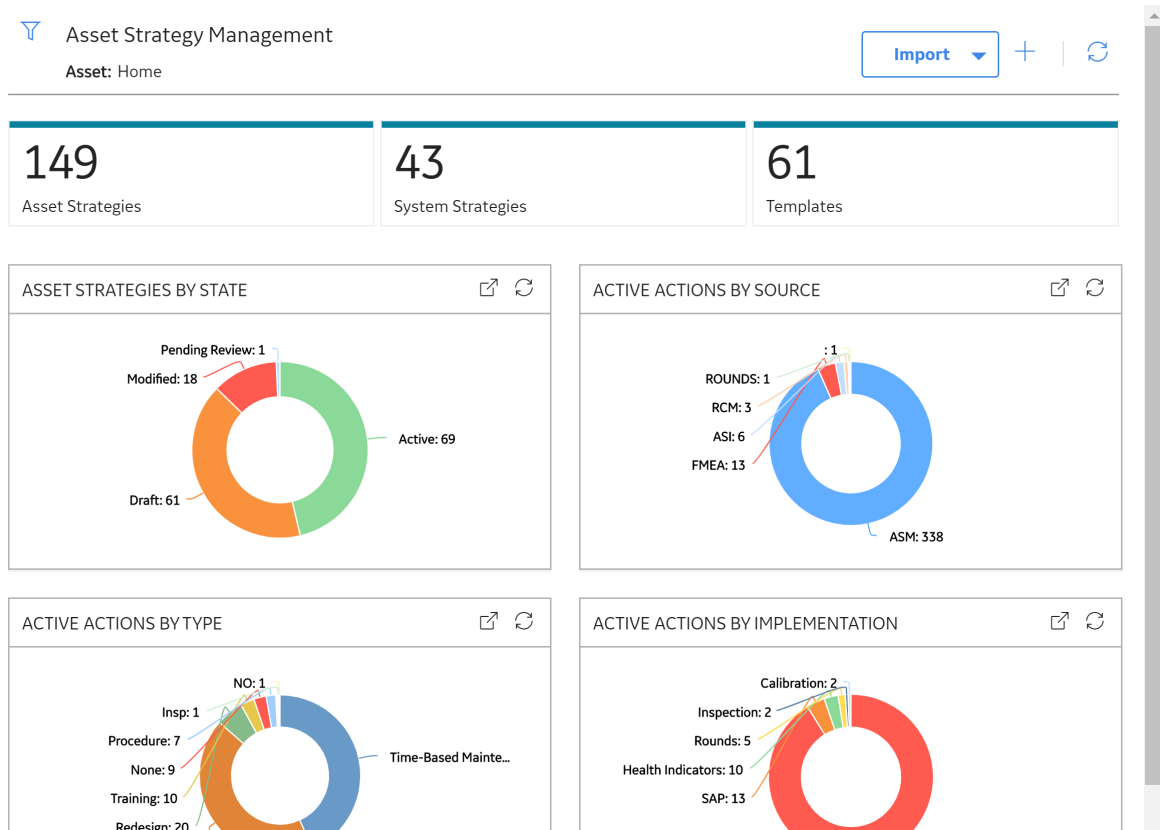 Asset Strategy Management
Asset: Home
Import
149
Asset Strategies
43
System Strategies
61
Templates
ASSET STRATEGIES BY STATE
Pending Review: 1
Modified: 18
Active: 69
Draft: 61
ACTIVE ACTIONS BY SOURCE
: 1
ROUNDS: 1
RCM: 3
ASI: 6
FMEA: 13
ASM: 338
ACTIVE ACTIONS BY TYPE
NO: 1
Insp: 1
Procedure: 7
Time-Based Mainte...
None: 9
Training: 10
Redesign: 20
ACTIVE ACTIONS BY IMPLEMENTATION
Calibration: 2
Inspection: 2
Rounds: 5
Health Indicators: 10
SAP: 13